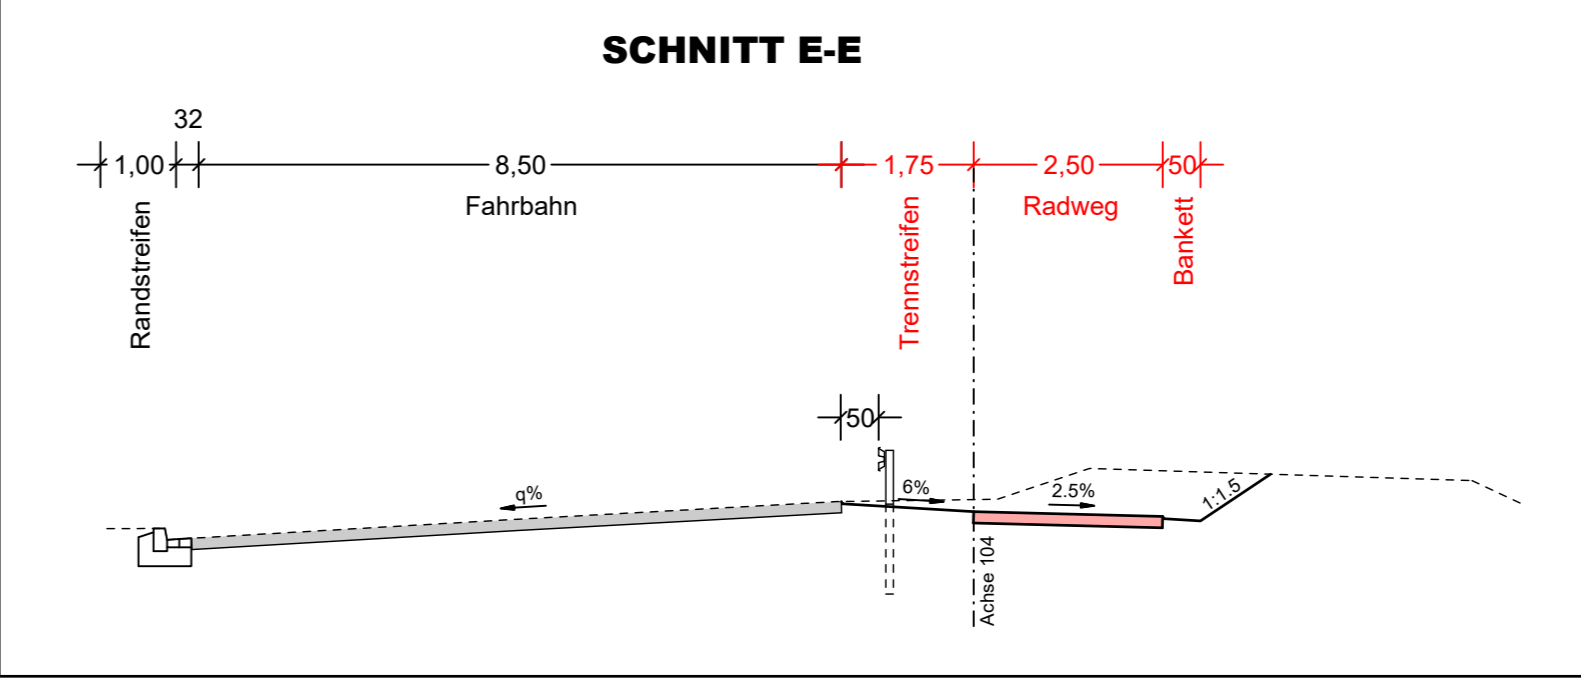 SCHNITT E-E
32
1,00
8,50
1,75
2,50
50
Randstreifen
Fahrbahn
Trennstreifen
Radweg
Bankett
50
q%
6%
2.5%
1:1.5
Achse 104